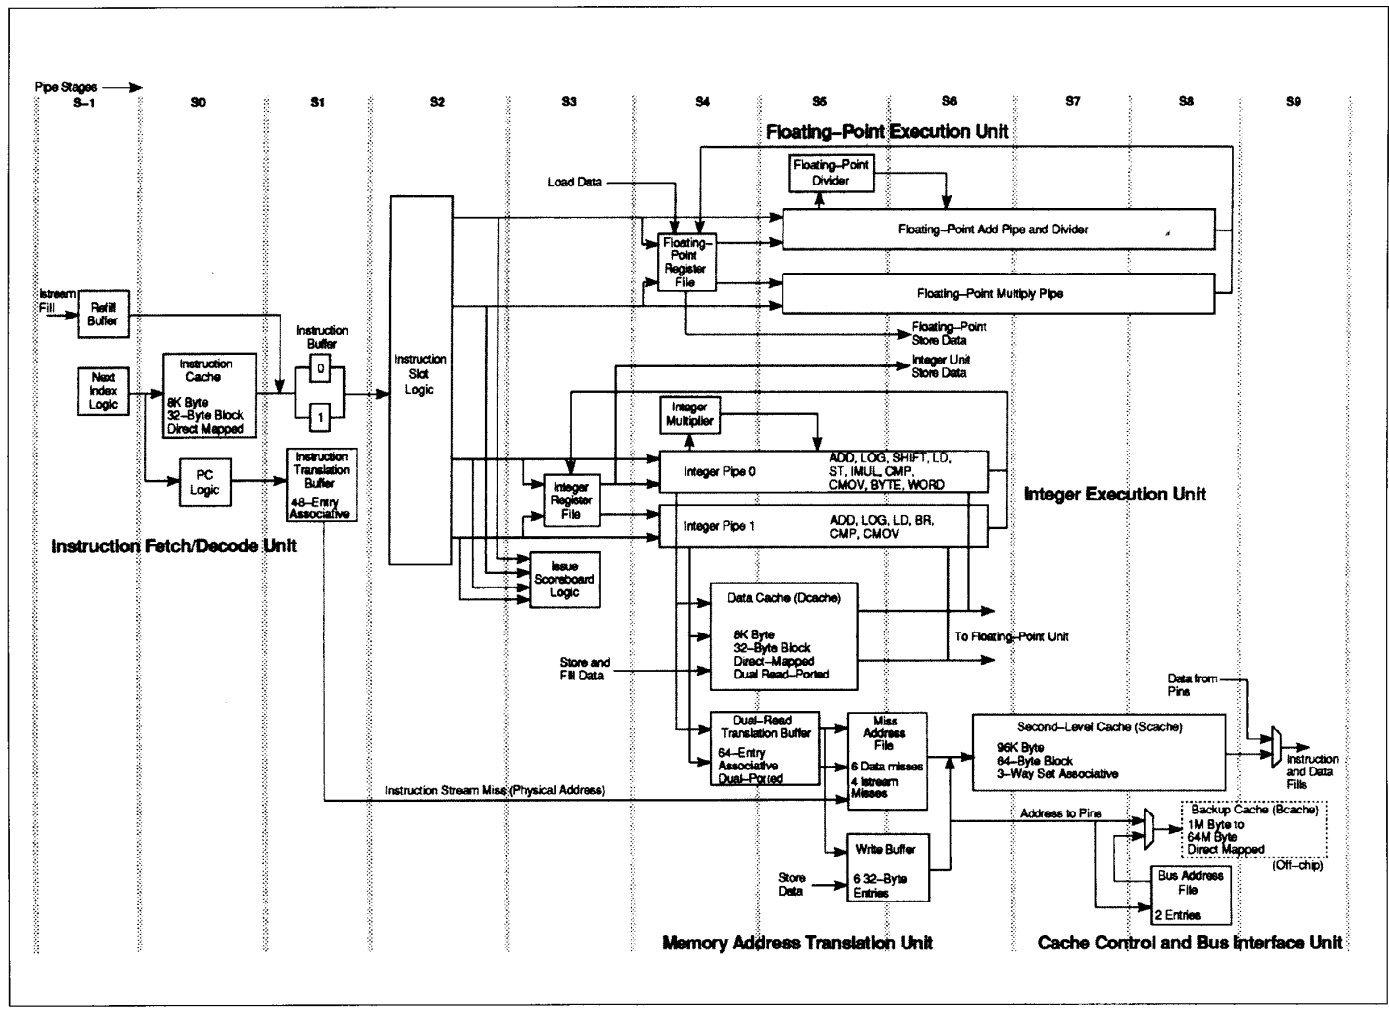 Pipe Stages
S-1 S0 S1 S2 S3 S4 S5 S6 S7 S8 S9
Floating-Point Execution Unit
Load Data
Floating-Point
Divider
Floating-Point Add Pipe and Divider
Floating-
Point
Register
File
Floating-Point Multiply Pipe
Istream
Fill
Refill
Buffer
Instruction
Buffer
0
1
Floating-Point
Store Data
Integer Unit
Store Data
Next
Index
Logic
Instruction
Cache
8K Byte
32-Byte Block
Direct Mapped
Instruction
Slot
Logic
Integer
Multiplier
PC
Logic
Instruction
Translation
Buffer
48-Entry
Associative
Integer
Register
File
Integer Pipe 0
ADD, LOG, SHIFT, LD,
ST, IMUL, CMP,
CMOV, BYTE, WORD
Integer Execution Unit
Integer Pipe 1
ADD, LOG, LD, BR,
CMP, CMOV
Instruction Fetch/Decode Unit
Issue
Scoreboard
Logic
Data Cache (Dcache)
8K Byte
32-Byte Block
Direct-Mapped
Dual Read-Ported
To Floating-Point Unit
Store and
Fill Data
Data from
Pins
Dual-Read
Translation Buffer
64-Entry
Associative
Dual-Ported
Miss
Address
File
6 Data misses
4 Istream
Misses
Second-Level Cache (Scache)
96K Byte
64-Byte Block
3-Way Set Associative
Instruction
and Data
Fills
Instruction Stream Miss (Physical Address)
Address to Pins
Backup Cache (Bcache)
1M Byte to
64M Byte
Direct Mapped
(Off-chip)
Write Buffer
6 32-Byte
Entries
Store
Data
Bus Address
File
2 Entries
Memory Address Translation Unit
Cache Control and Bus Interface Unit